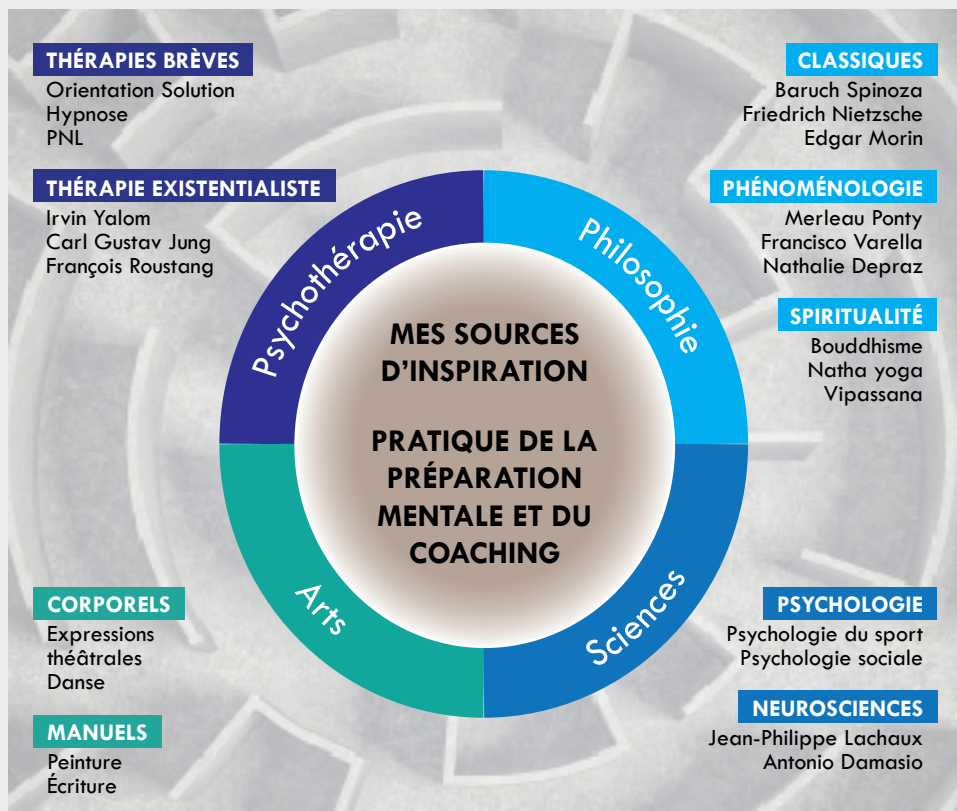 THÉRAPIES BRÈVES
Orientation Solution
Hypnose
PNL
THÉRAPIE EXISTENTIALISTE
Irvin Yalom
Carl Gustav Jung
François Roustang
CLASSIQUES
Baruch Spinoza
Friedrich Nietzsche
Edgar Morin
PHÉNOMÉNOLOGIE
Merleau Ponty
Francisco Varella
Nathalie Depraz
SPIRITUALITÉ
Bouddhisme
Natha yoga
Vipassana
Psychothérapie
Philosophie
MES SOURCES
D'INSPIRATION
PRATIQUE DE LA
PRÉPARATION
MENTALE ET DU
COACHING
Arts
Sciences
CORPORELS
Expressions
théâtrales
Danse
MANUELS
Peinture
Écriture
PSYCHOLOGIE
Psychologie du sport
Psychologie sociale
NEUROSCIENCES
Jean-Philippe Lachaux
Antonio Damasio